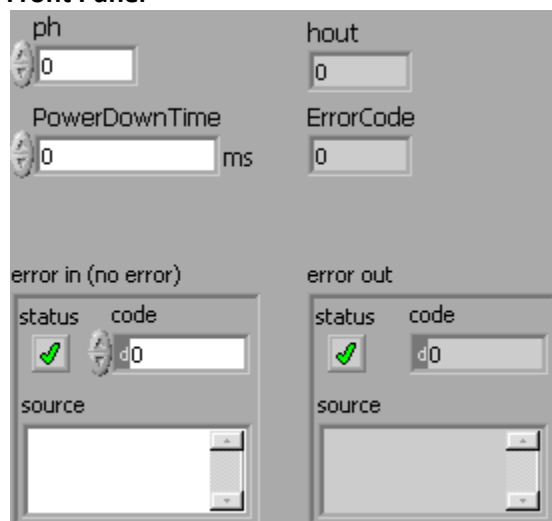 Front Panel
ph
hout
0
0
PowerDownTime
ErrorCode
0
ms
0
error in (no error)
error out
status code
status code
d0
d0
source
source